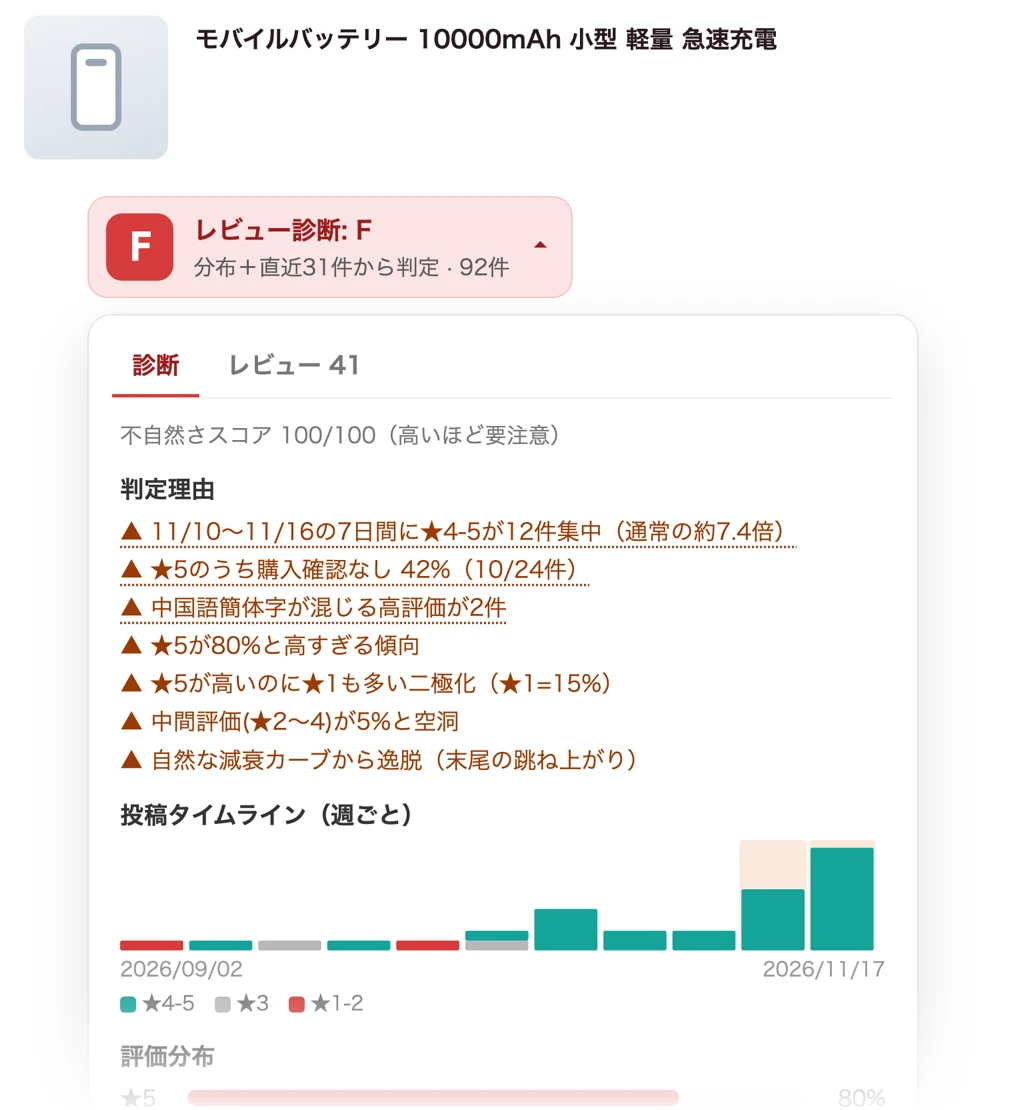 モバイルバッテリー 10000mAh 小型 軽量 急速充電
F
レビュー診断: F
分布＋直近31件から判定 · 92件
診断
レビュー 41
不自然さスコア 100/100（高いほど要注意）
判定理由
▲ 11/10〜11/16の7日間に★4-5が12件集中（通常の約7.4倍）
▲ ★5のうち購入確認なし 42%（10/24件）
▲ 中国語簡体字が混じる高評価が2件
▲ ★5が80%と高すぎる傾向
▲ ★5が高いのに★1も多い二極化（★1=15%）
▲ 中間評価(★2〜4)が5%と空洞
▲ 自然な減衰カーブから逸脱（末尾の跳ね上がり）
投稿タイムライン（週ごと）
2026/09/02
2026/11/17
★4-5 ★3 ★1-2
評価分布
★5 80%